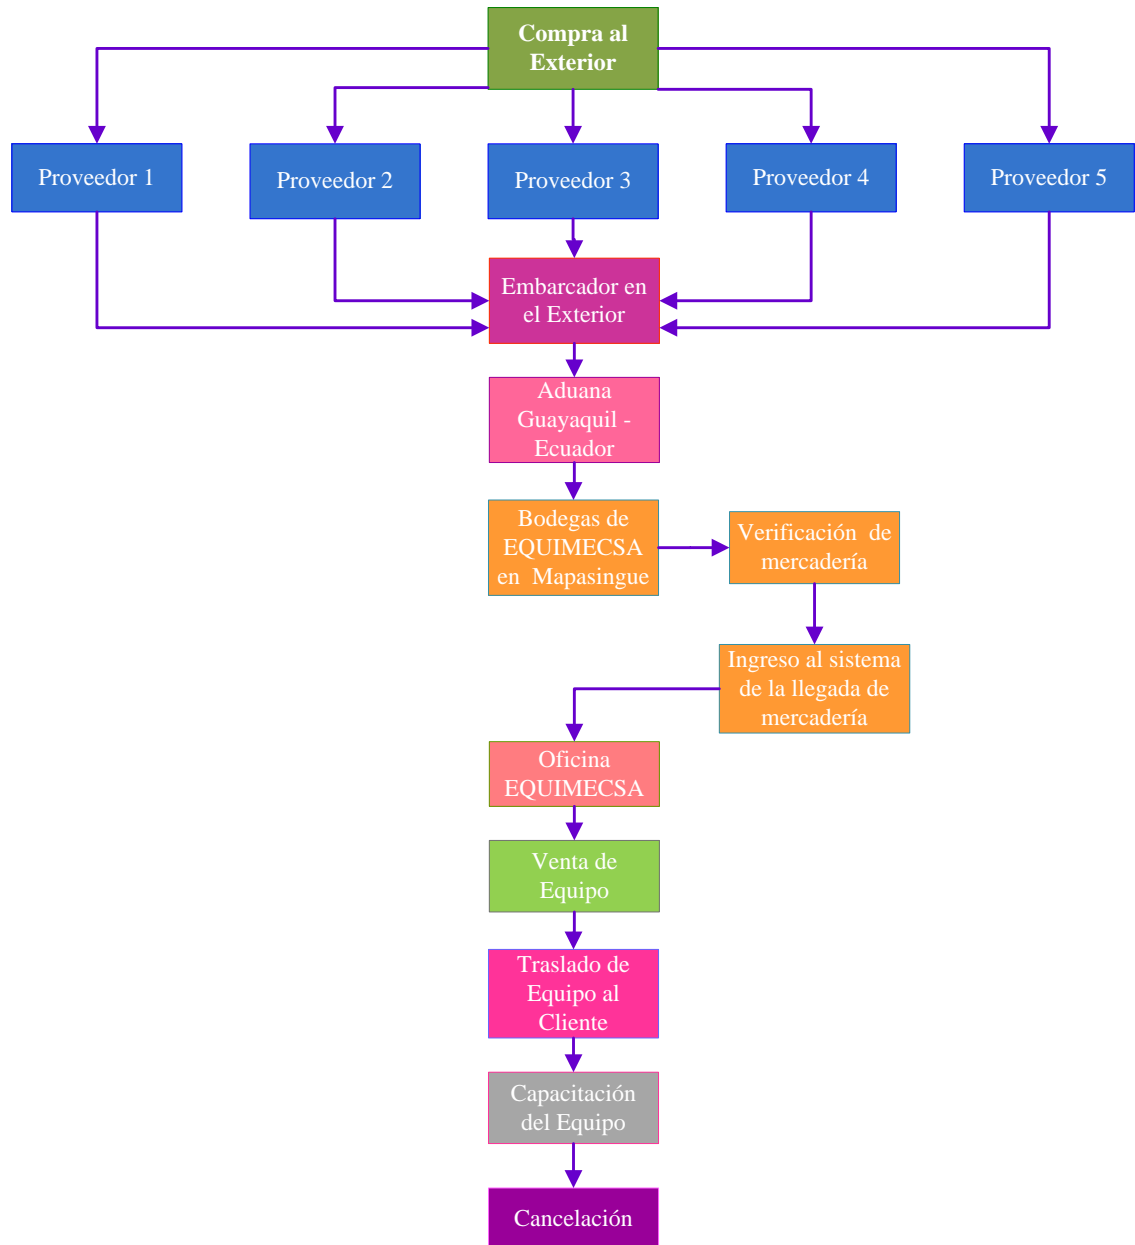 Compra al
Exterior
Proveedor 1
Proveedor 2
Proveedor 3
Proveedor 4
Proveedor 5
Embarcador en
el Exterior
Aduana
Guayaquil -
Ecuador
Bodegas de
EQUIMECSA
en Mapasingue
Verificación de
mercadería
Ingreso al sistema
de la llegada de
mercadería
Oficina
EQUIMECSA
Venta de
Equipo
Traslado de
Equipo al
Cliente
Capacitación
del Equipo
Cancelación